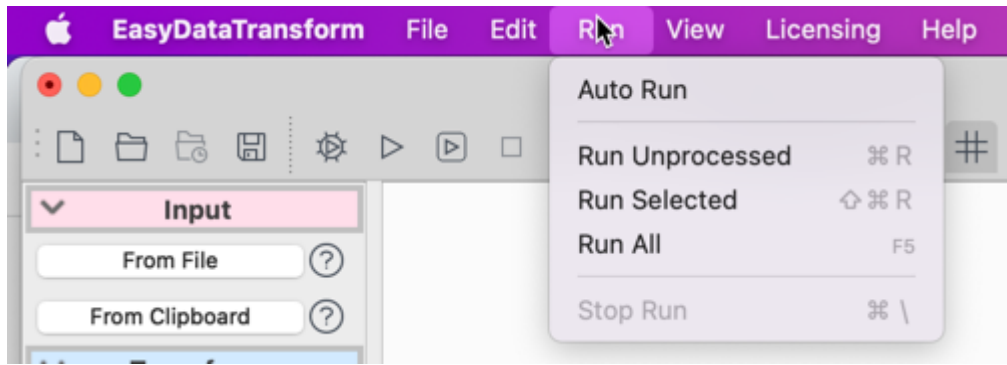 EasyDataTransform File Edit Run View Licensing Help
Auto Run
Run Unprocessed ⌘ R
Run Selected ⇧ ⌘ R
Run All F5
Stop Run ⌘ \
Input
From File ?
From Clipboard ?